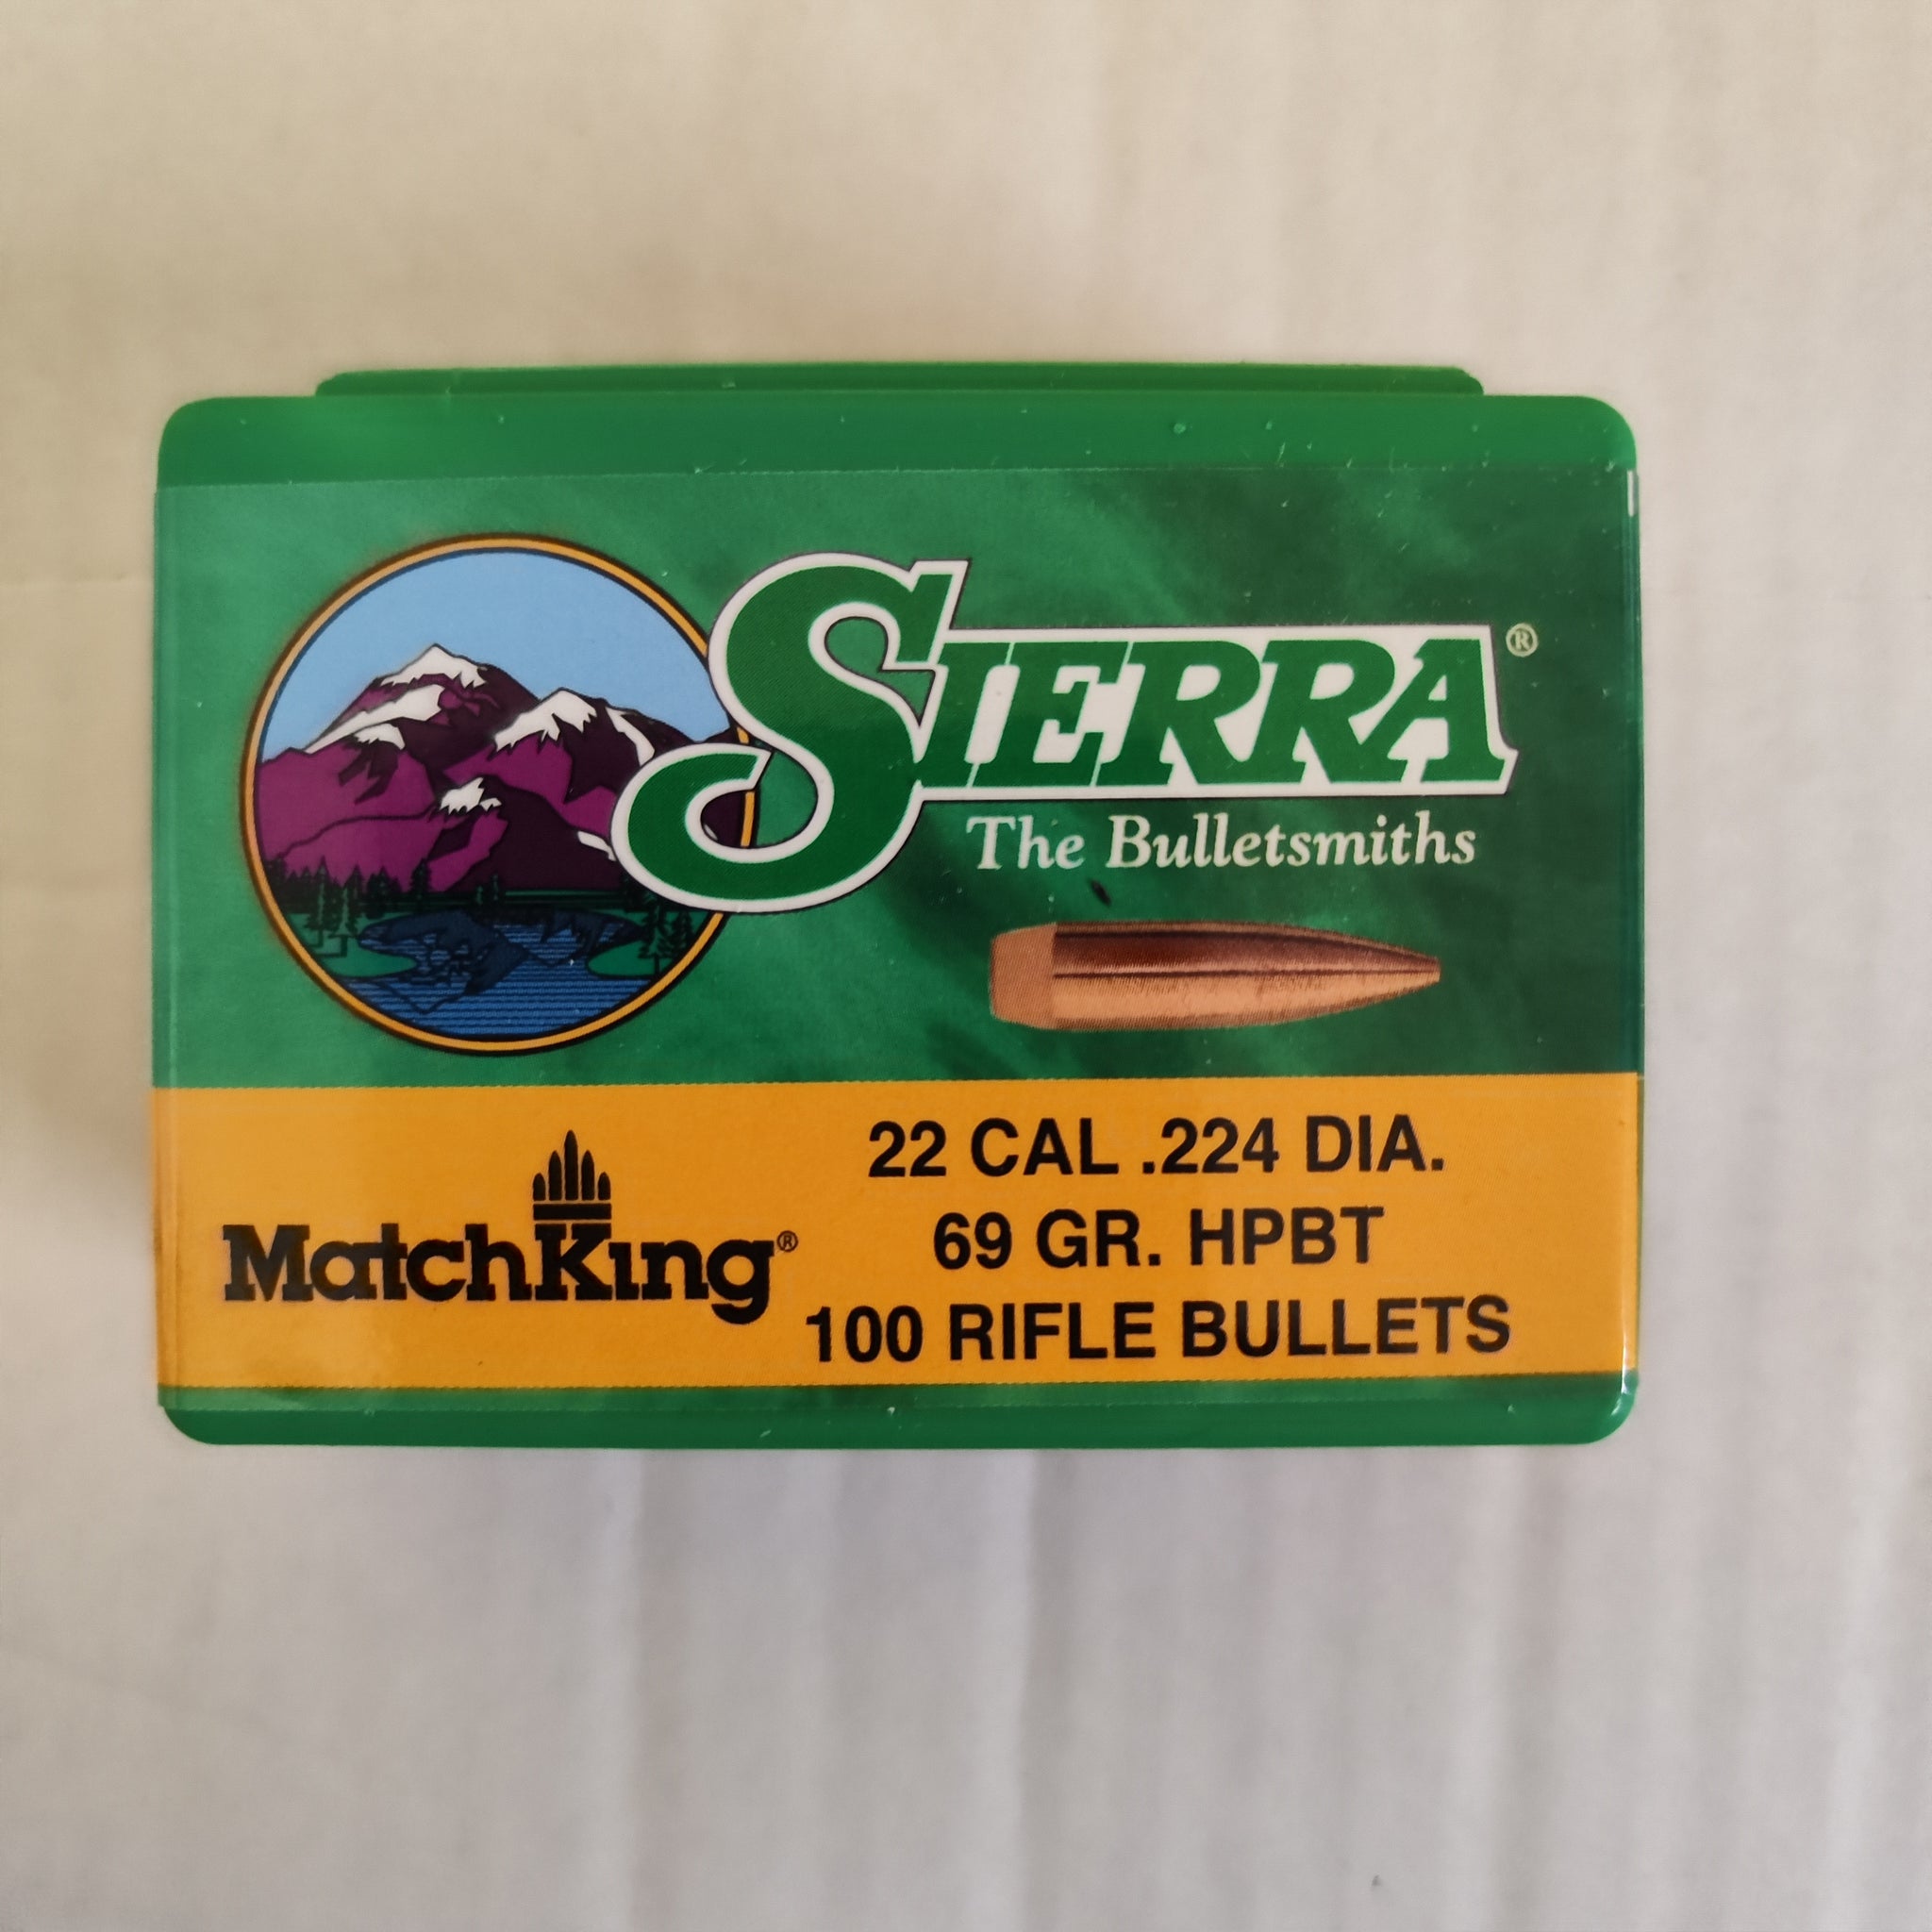 SIERRA®
The Bulletsmiths
MatchKing®
22 CAL .224 DIA.
69 GR. HPBT
100 RIFLE BULLETS